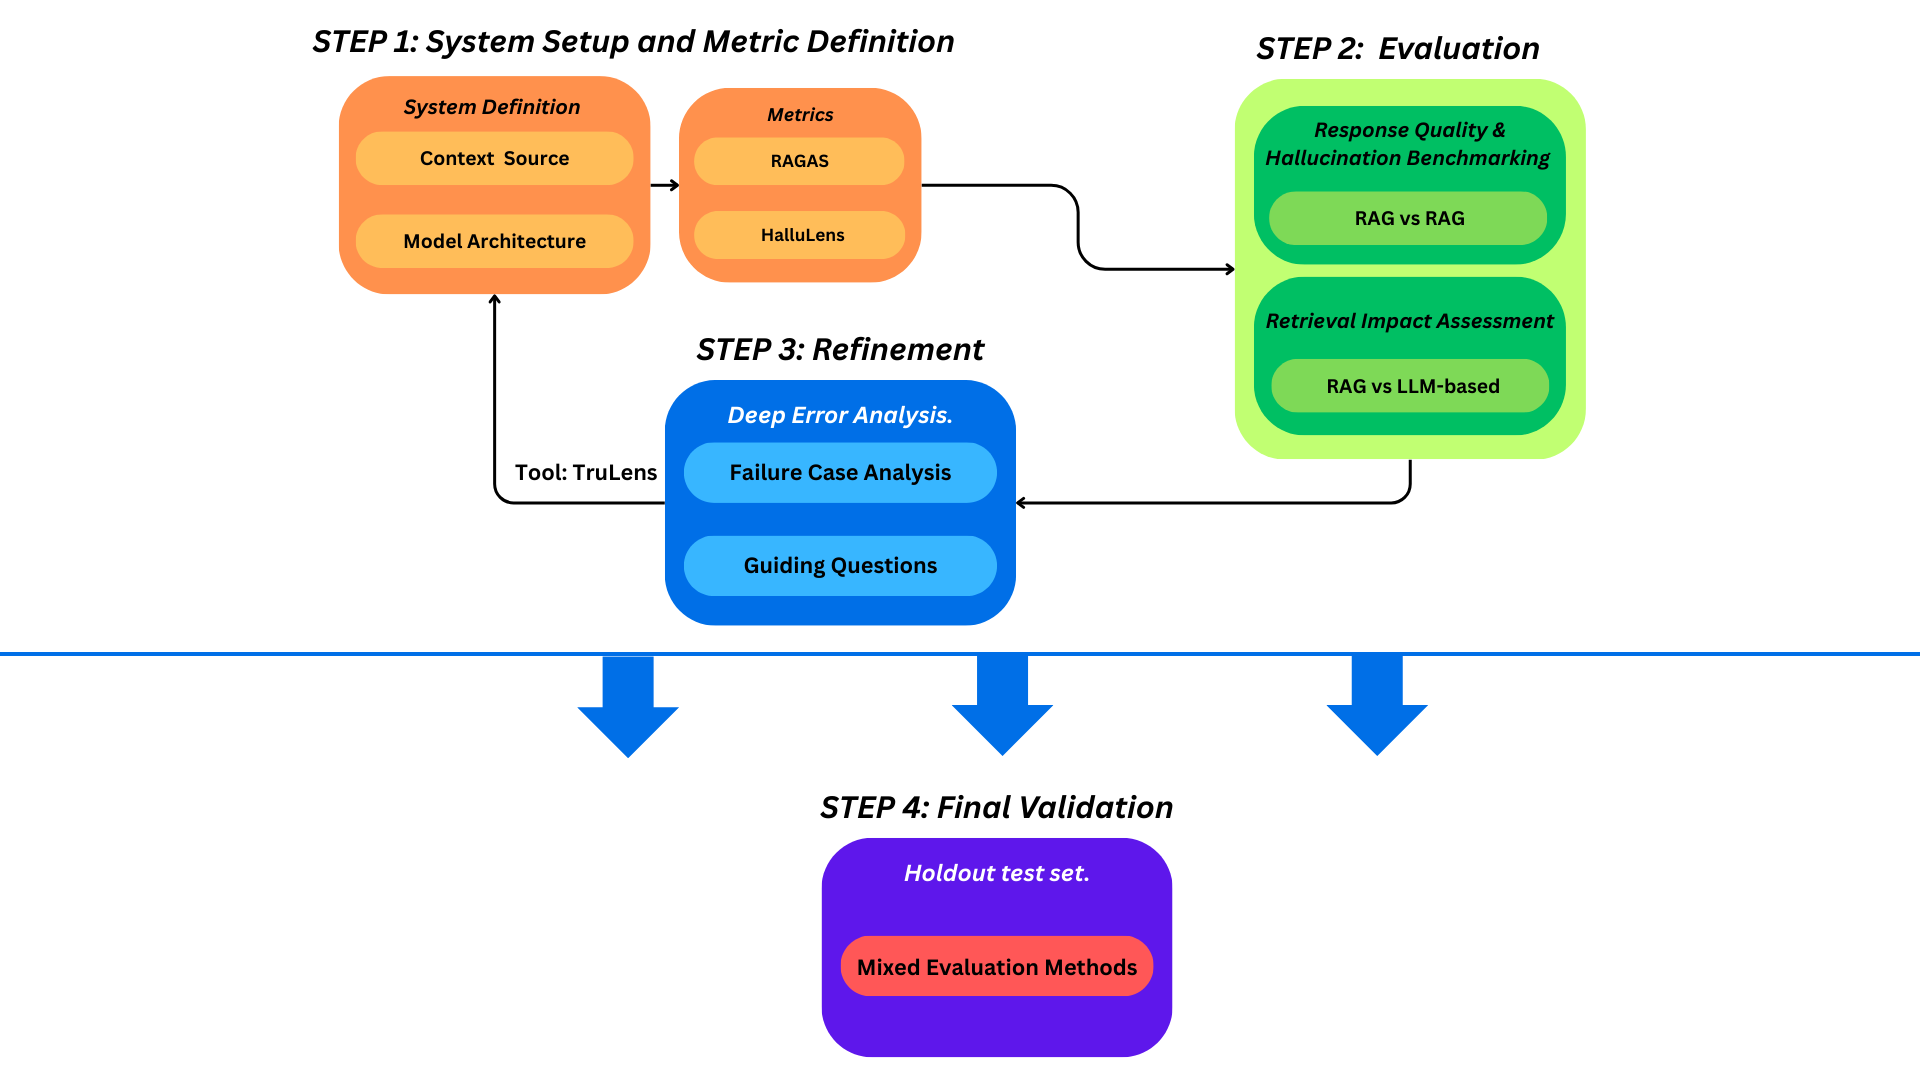 STEP 1: System Setup and Metric Definition
System Definition
Context Source
Model Architecture
Metrics
RAGAS
HalluLens
STEP 2: Evaluation
Response Quality &
Hallucination Benchmarking
RAG vs RAG
Retrieval Impact Assessment
RAG vs LLM-based
STEP 3: Refinement
Deep Error Analysis.
Failure Case Analysis
Guiding Questions
Tool: TruLens
STEP 4: Final Validation
Holdout test set.
Mixed Evaluation Methods